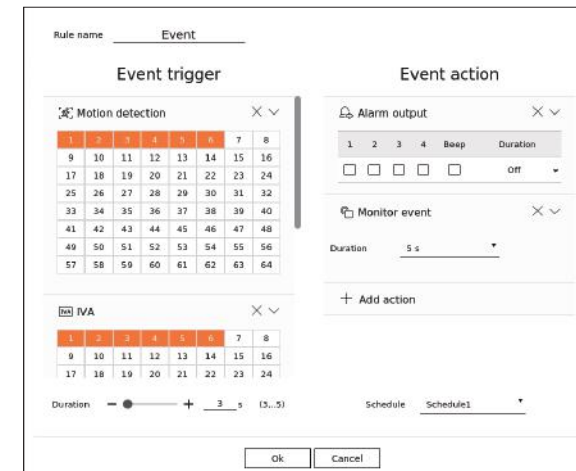 Rule name Event
Event trigger
Motion detection
1 2 3 4 5 6 7 8
9 10 11 12 13 14 15 16
17 18 19 20 21 22 23 24
25 26 27 28 29 30 31 32
33 34 35 36 37 38 39 40
41 42 43 44 45 46 47 48
49 50 51 52 53 54 55 56
57 58 59 60 61 62 63 64
IVA IVA
1 2 3 4 5 6 7 8
9 10 11 12 13 14 15 16
17 18 19 20 21 22 23 24
Duration − + 3 s (3...5)
Event action
Alarm output
1 2 3 4 Beep Duration
Off
Monitor event
Duration 5 s
+ Add action
Schedule Schedule1
Ok Cancel